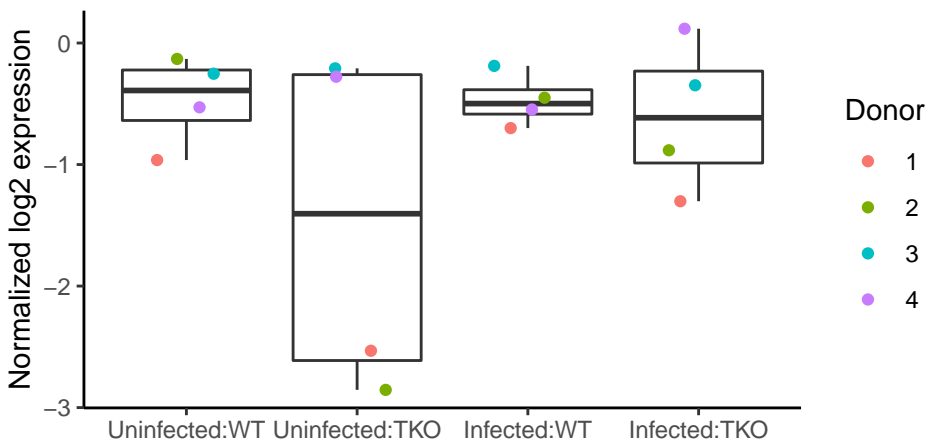 Normalized log2 expression
0
−1
−2
−3
Uninfected:WT
Uninfected:TKO
Infected:WT
Infected:TKO
Donor
1
2
3
4